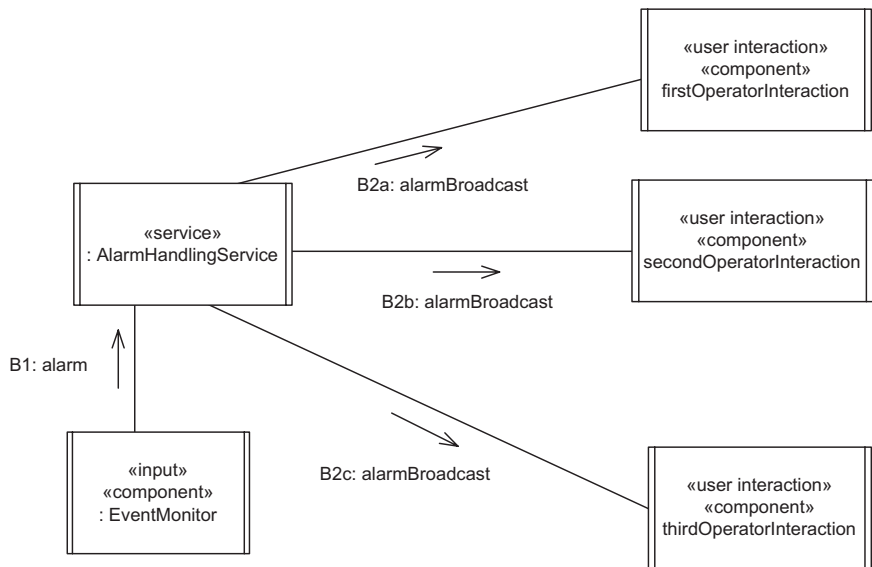 «user interaction»
«component»
firstOperatorInteraction
B2a: alarmBroadcast
«service»
: AlarmHandlingService
«user interaction»
«component»
secondOperatorInteraction
B2b: alarmBroadcast
B1: alarm
«input»
«component»
: EventMonitor
B2c: alarmBroadcast
«user interaction»
«component»
thirdOperatorInteraction